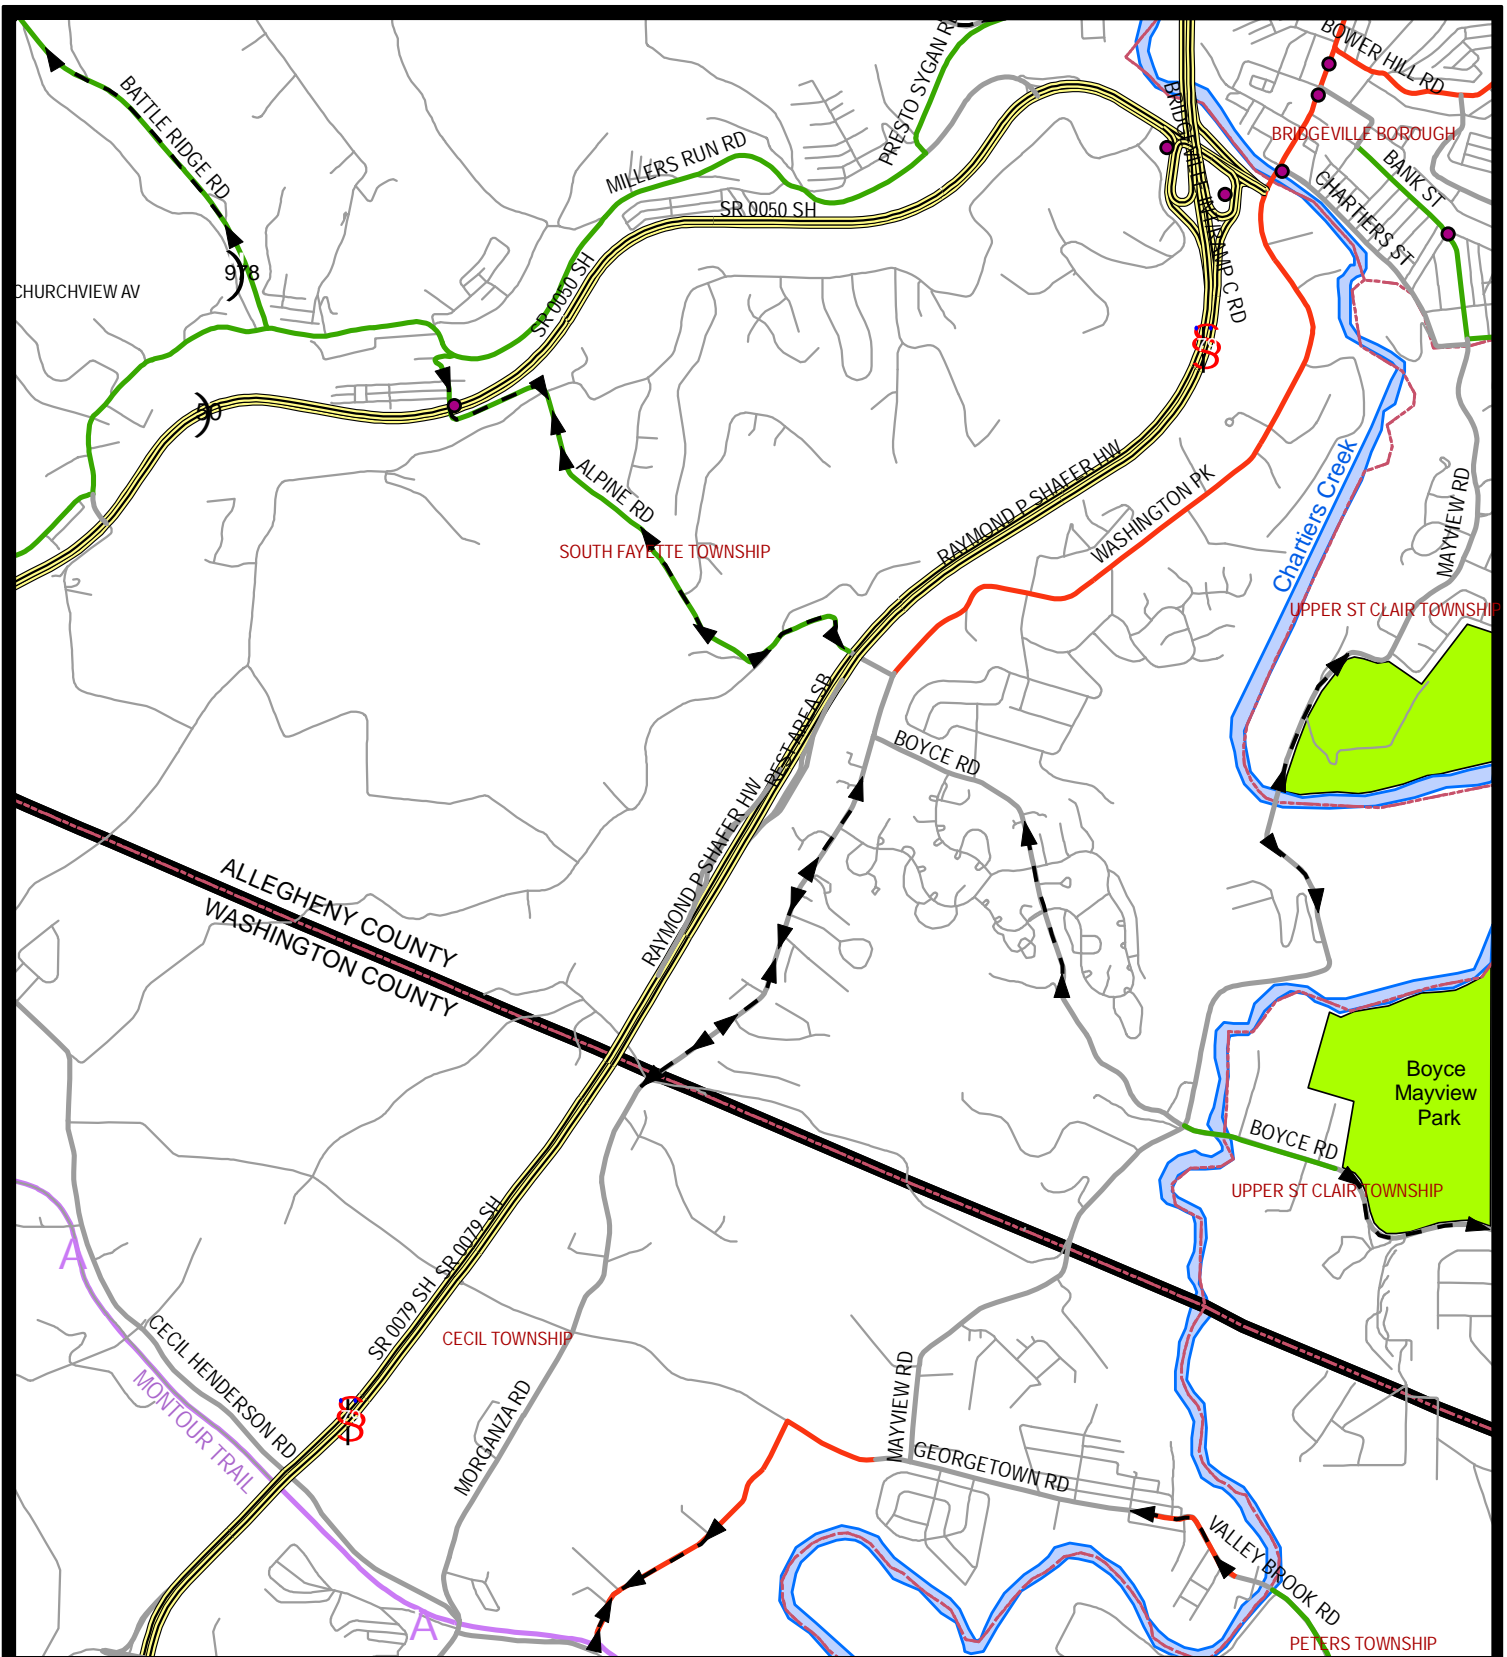 BOWER HILL RD
PRESTO SYGAN RD
BATTLE RIDGE RD
BRIDGEVILLE BOROUGH
MILLERS RUN RD
BANK ST
CHARTIERS ST
SR 0050 SH
978
CHURCHVIEW AV
SR 0050 SH
RAMP C RD
50
ALPINE RD
RAYMOND P SHAFER HW
WASHINGTON PK
Chartiers Creek
MAYVIEW RD
SOUTH FAYETTE TOWNSHIP
UPPER ST CLAIR TOWNSHIP
REST AREA SB
BOYCE RD
RAYMOND P SHAFER HW
ALLEGHENY COUNTY
WASHINGTON COUNTY
Boyce
Mayview
Park
BOYCE RD
UPPER ST CLAIR TOWNSHIP
SR 0079 SH
SR 0079 SH
A
CECIL TOWNSHIP
CECIL HENDERSON RD
MONTOUR TRAIL
MORGANZA RD
MAYVIEW RD
GEORGETOWN RD
VALLEY BROOK RD
A
PETERS TOWNSHIP